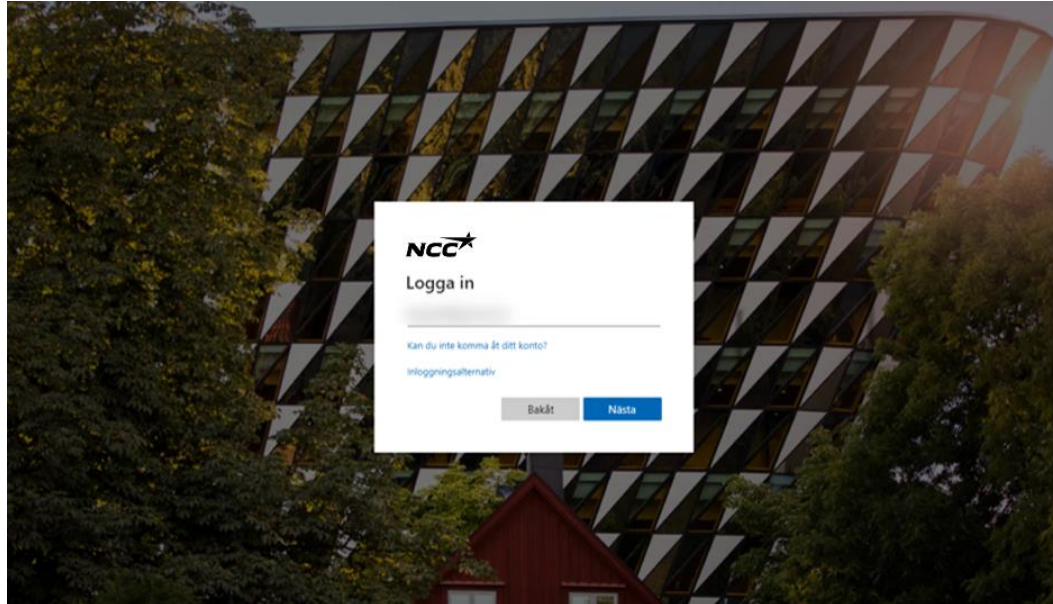 NCC
Logga in
Kan du inte komma åt ditt konto?
Inloggningsalternativ
Bakåt
Nästa